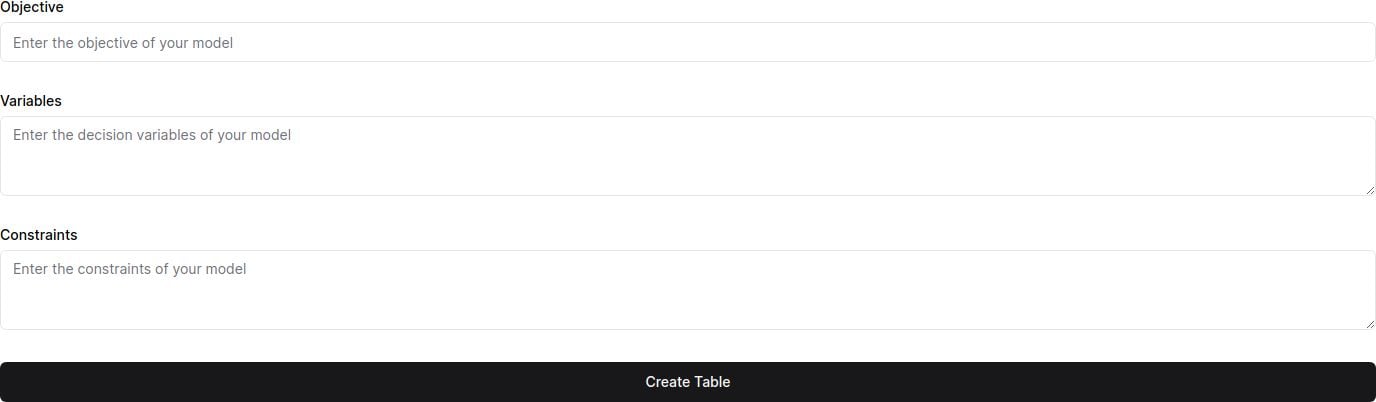 Objective
Enter the objective of your model
Variables
Enter the decision variables of your model
Constraints
Enter the constraints of your model
Create Table